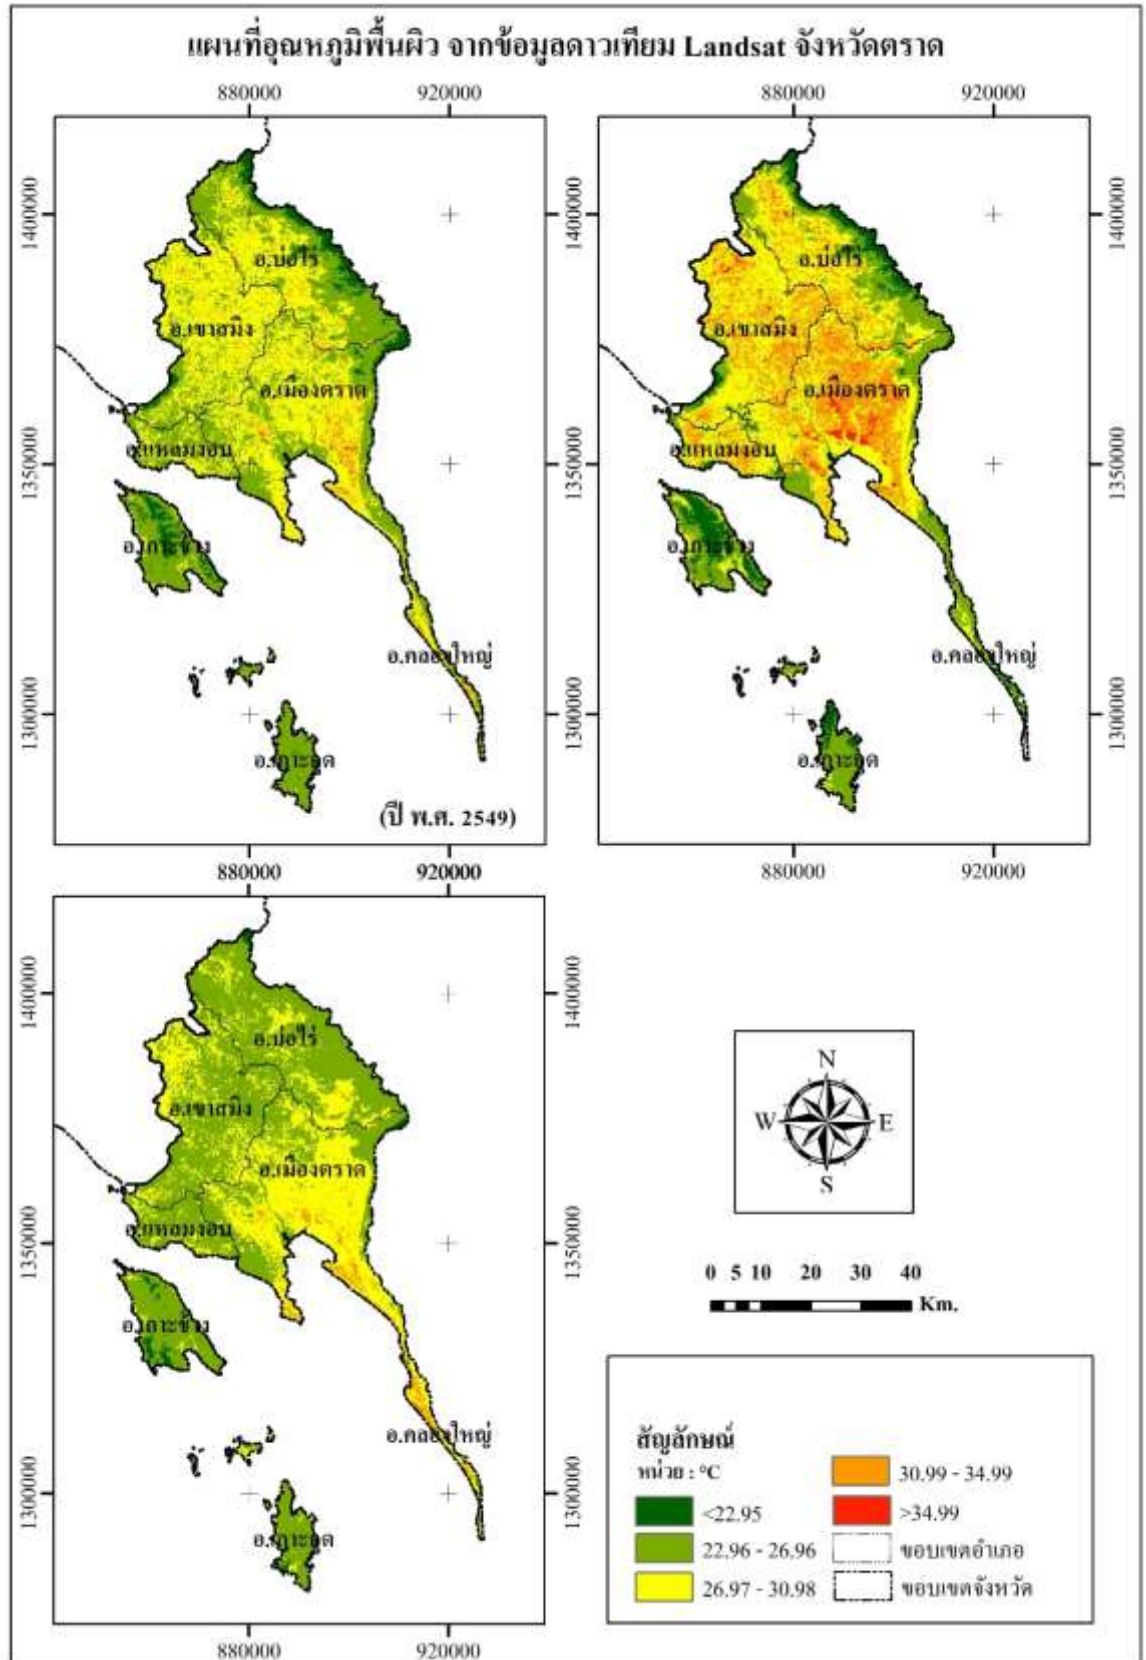 แผนที่อุณหภูมิพื้นผิว จากข้อมูลดาวเทียม Landsat จังหวัดตราด
880000 920000 880000 920000
1400000 1400000 1400000
อ.บ่อไร่ อ.บ่อไร่
อ.เขาสมิง อ.เขาสมิง
อ.เมืองตราด อ.เมืองตราด
อ.แหลมงอบ อ.แหลมงอบ
1350000 1350000 1350000
อ.เกาะช้าง อ.เกาะช้าง
อ.คลองใหญ่ อ.คลองใหญ่
1300000 1300000 1300000
อ.เกาะกูด อ.เกาะกูด
(ปี พ.ศ. 2549)
880000 920000 880000 920000
1400000 1400000
อ.บ่อไร่
อ.เขาสมิง
อ.เมืองตราด
อ.แหลมงอบ
1350000 1350000
อ.เกาะช้าง
อ.คลองใหญ่
1300000 1300000
อ.เกาะกูด
880000 920000
N
W E
S
0 5 10 20 30 40
Km.
สัญลักษณ์
หน่วย : °C
<22.95
22.96 - 26.96
26.97 - 30.98
30.99 - 34.99
>34.99
ขอบเขตอำเภอ
ขอบเขตจังหวัด